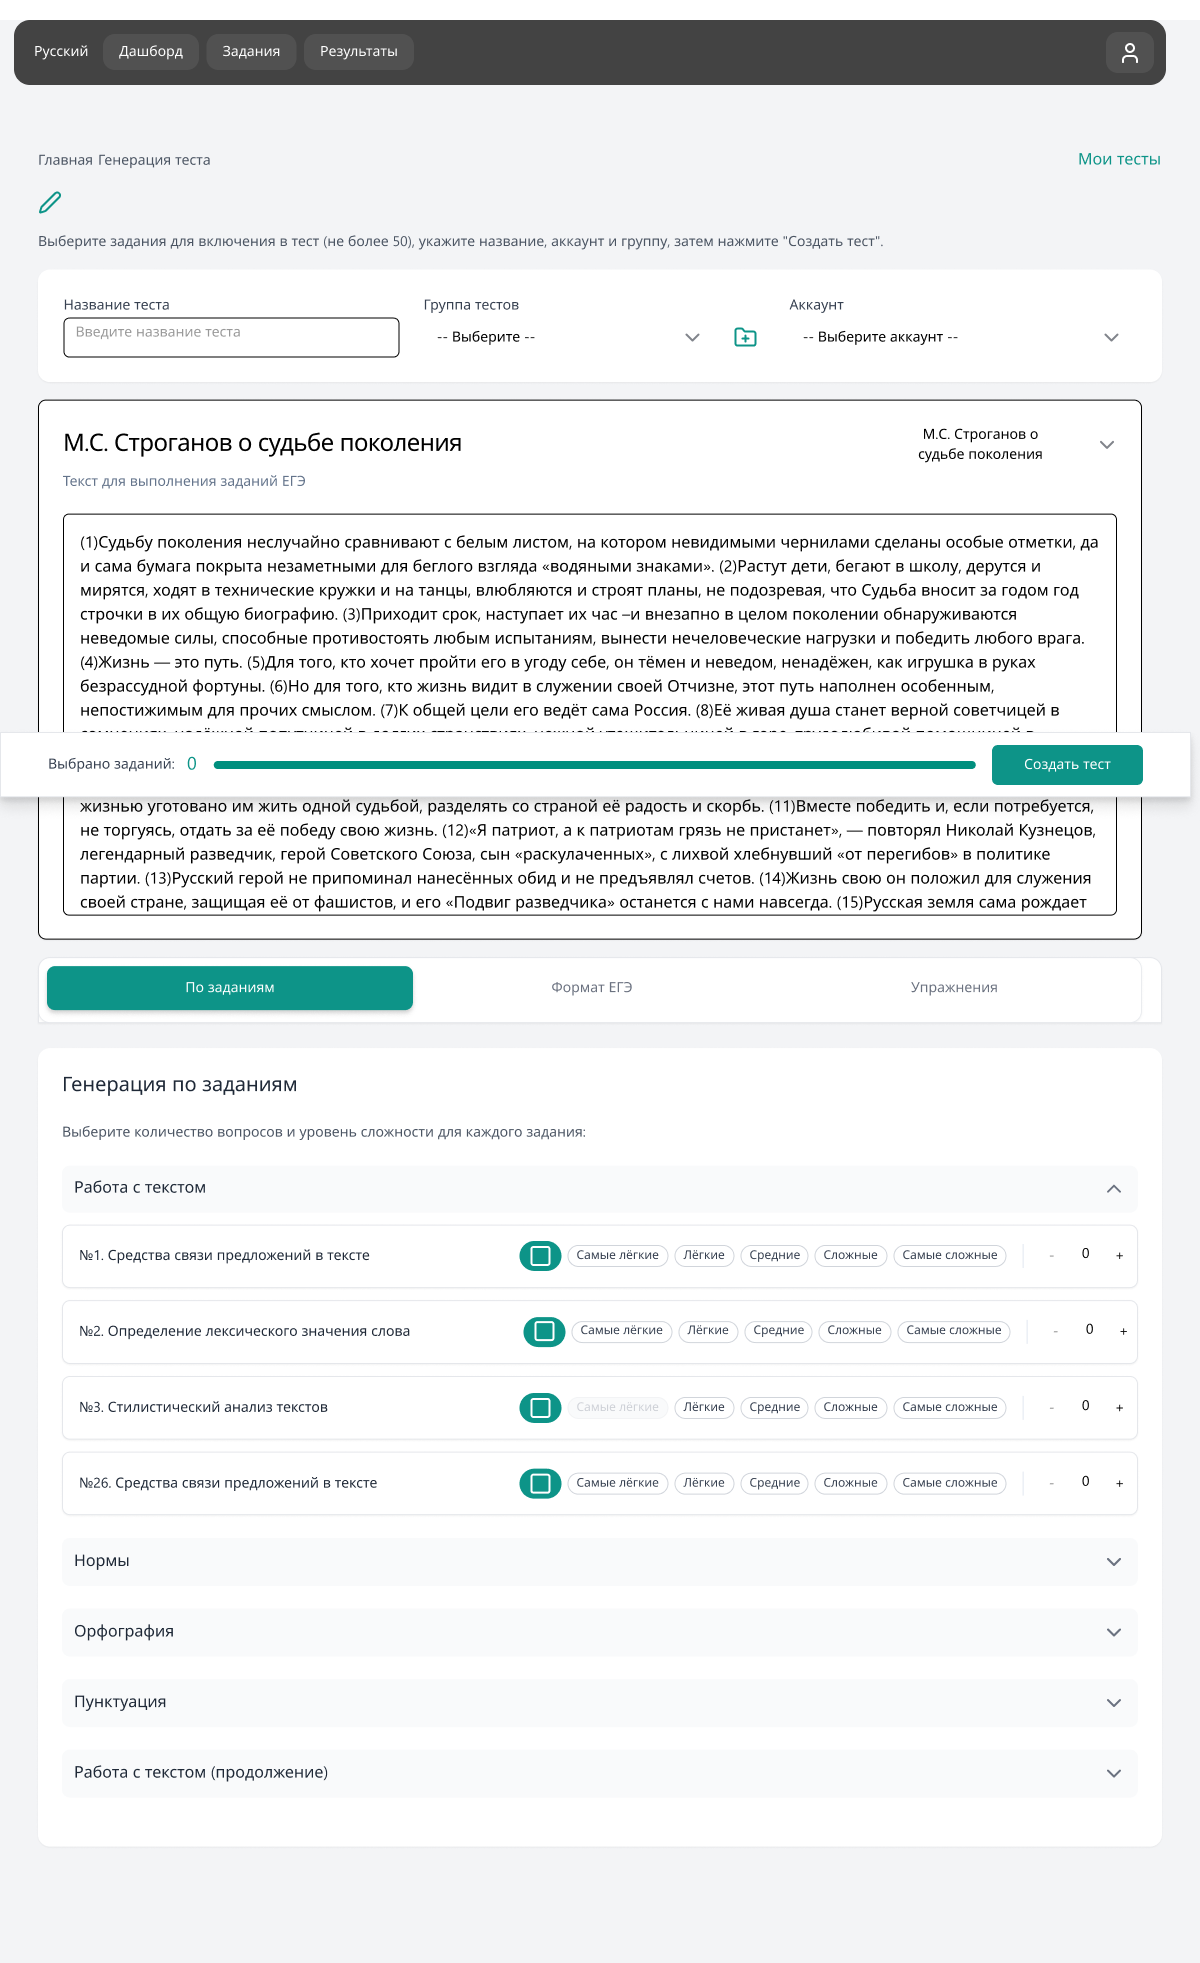 Русский Дашборд Задания Результаты
Главная Генерация теста Мои тесты
Выберите задания для включения в тест (не более 50), укажите название, аккаунт и группу, затем нажмите "Создать тест".
Название теста Группа тестов Аккаунт
Введите название теста -- Выберите -- -- Выберите аккаунт --
М.С. Строганов о судьбе поколения
М.С. Строганов о
судьбе поколения
Текст для выполнения заданий ЕГЭ
(1)Судьбу поколения неслучайно сравнивают с белым листом, на котором невидимыми чернилами сделаны особые отметки, да
и сама бумага покрыта незаметными для беглого взгляда «водяными знаками». (2)Растут дети, бегают в школу, дерутся и
мирятся, ходят в технические кружки и на танцы, влюбляются и строят планы, не подозревая, что Судьба вносит за годом год
строчки в их общую биографию. (3)Приходит срок, наступает их час –и внезапно в целом поколении обнаруживаются
неведомые силы, способные противостоять любым испытаниям, вынести нечеловеческие нагрузки и победить любого врага.
(4)Жизнь — это путь. (5)Для того, кто хочет пройти его в угоду себе, он тёмен и неведом, ненадёжен, как игрушка в руках
безрассудной фортуны. (6)Но для того, кто жизнь видит в служении своей Отчизне, этот путь наполнен особенным,
непостижимым для прочих смыслом. (7)К общей цели его ведёт сама Россия. (8)Её живая душа станет верной советчицей в
Выбрано заданий: 0 Создать тест
жизнью уготовано им жить одной судьбой, разделять со страной её радость и скорбь. (11)Вместе победить и, если потребуется,
не торгуясь, отдать за её победу свою жизнь. (12)«Я патриот, а к патриотам грязь не пристанет», — повторял Николай Кузнецов,
легендарный разведчик, герой Советского Союза, сын «раскулаченных», с лихвой хлебнувший «от перегибов» в политике
партии. (13)Русский герой не припоминал нанесённых обид и не предъявлял счетов. (14)Жизнь свою он положил для служения
своей стране, защищая её от фашистов, и его «Подвиг разведчика» останется с нами навсегда. (15)Русская земля сама рождает
По заданиям Формат ЕГЭ Упражнения
Генерация по заданиям
Выберите количество вопросов и уровень сложности для каждого задания:
Работа с текстом
№1. Средства связи предложений в тексте Самые лёгкие Лёгкие Средние Сложные Самые сложные - 0 +
№2. Определение лексического значения слова Самые лёгкие Лёгкие Средние Сложные Самые сложные - 0 +
№3. Стилистический анализ текстов Самые лёгкие Лёгкие Средние Сложные Самые сложные - 0 +
№26. Средства связи предложений в тексте Самые лёгкие Лёгкие Средние Сложные Самые сложные - 0 +
Нормы
Орфография
Пунктуация
Работа с текстом (продолжение)